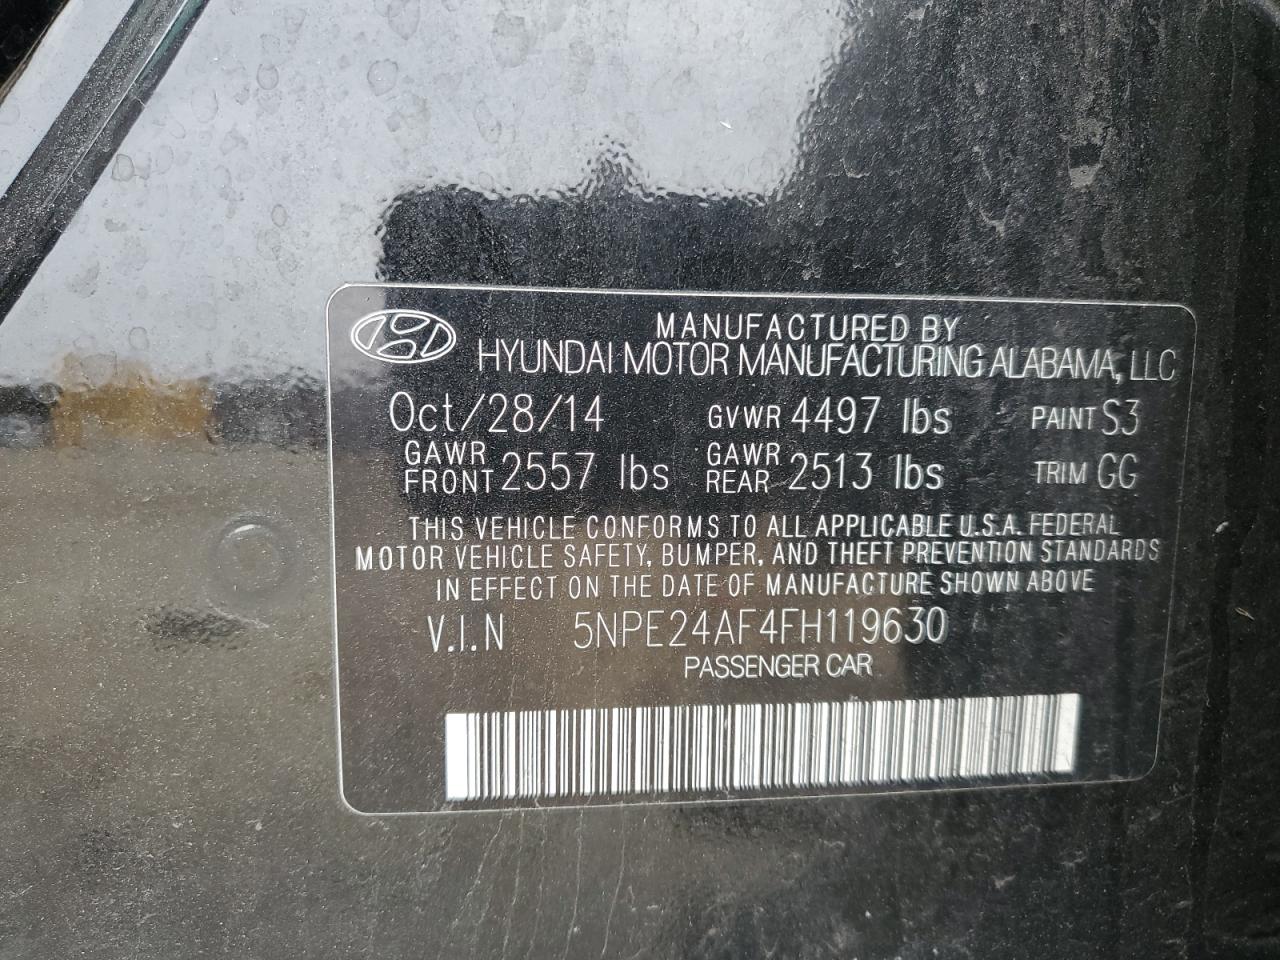 MANUFACTURED BY
HYUNDAI MOTOR MANUFACTURING ALABAMA, LLC
Oct/28/14 GVWR 4497 lbs PAINT S3
GAWR FRONT 2557 lbs GAWR REAR 2513 lbs TRIM GG
THIS VEHICLE CONFORMS TO ALL APPLICABLE U.S.A. FEDERAL
MOTOR VEHICLE SAFETY, BUMPER, AND THEFT PREVENTION STANDARDS
IN EFFECT ON THE DATE OF MANUFACTURE SHOWN ABOVE
V.I.N 5NPE24AF4FH119630
PASSENGER CAR